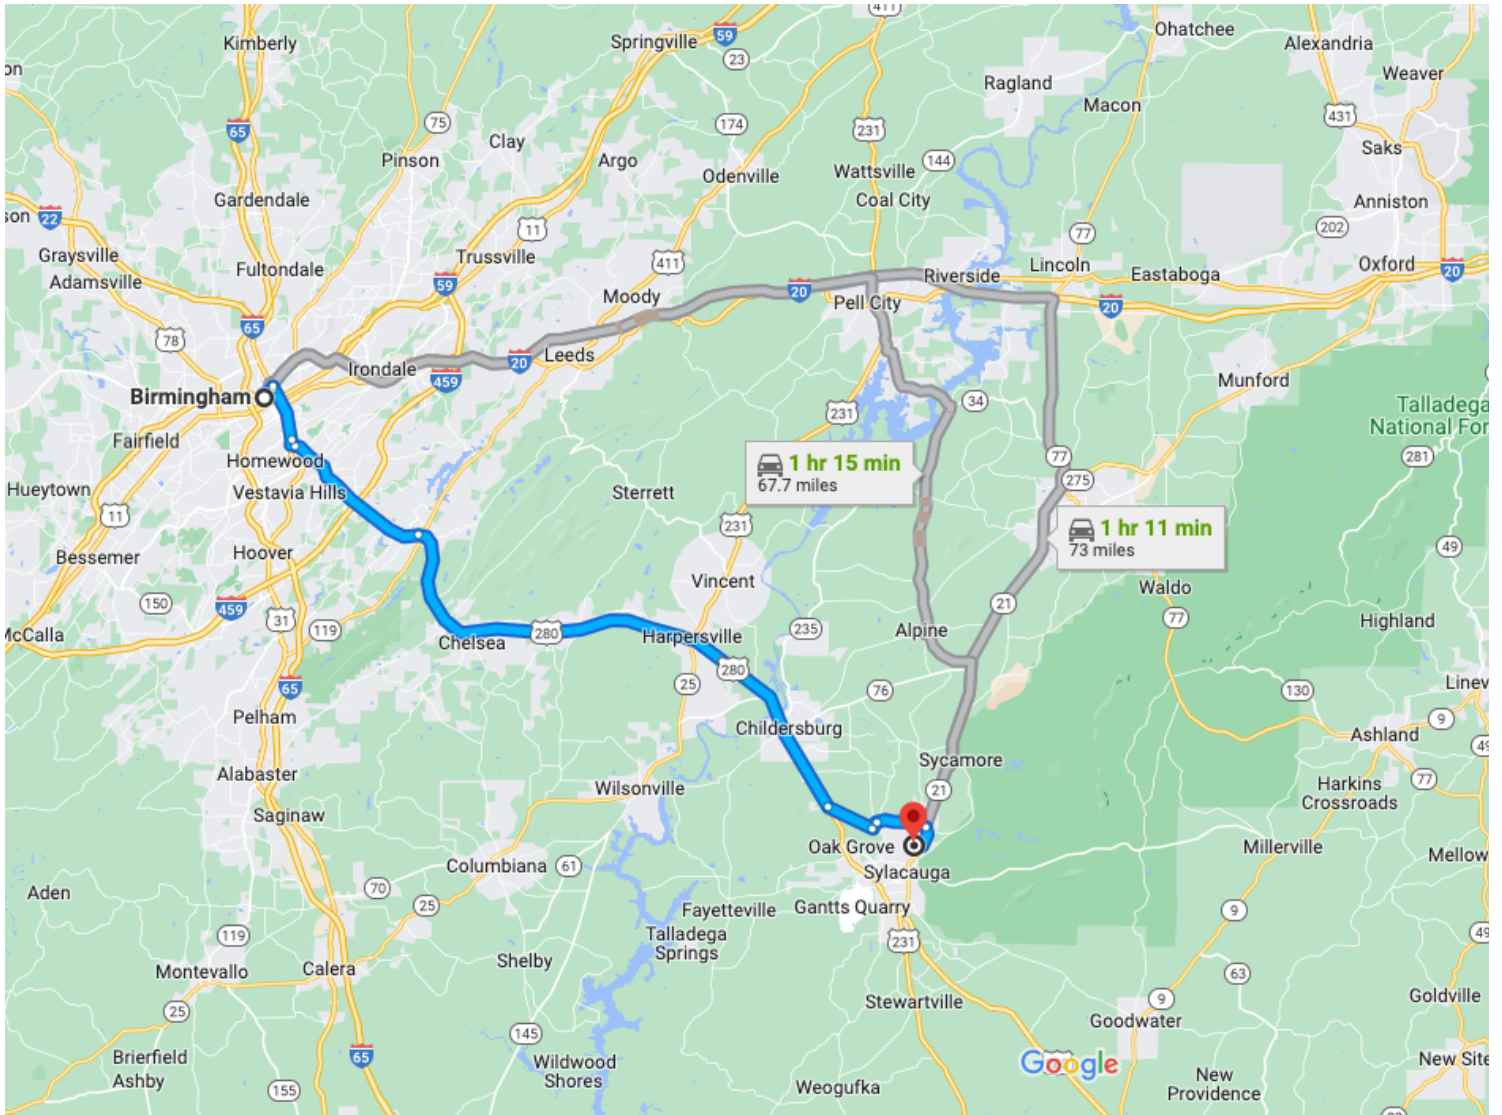 411
Kimberly
Springville
59
23
Ohatchee
Alexandria
Weaver
on
Ragland
Macon
431
65
75
Clay
174
231
Saks
Pinson
Argo
Odenville
Wattsville
144
Gardendale
Coal City
Anniston
son
22
11
77
202
Graysville
Fultondale
Trussville
411
Riverside
Lincoln
Eastaboga
Oxford
20
Adamsville
59
Moody
20
Pell City
20
65
78
Irondale
20
Leeds
459
Munford
Birmingham
34
Talladega
National For
231
Fairfield
Homewood
1 hr 15 min
67.7 miles
77
281
Hueytown
Vestavia Hills
Sterrett
275
11
231
1 hr 11 min
73 miles
Bessemer
Hoover
49
Vincent
Waldo
150
459
31
119
21
77
McCalla
Chelsea
280
Harpersville
235
Alpine
Highland
280
65
25
76
130
Linev
Pelham
Childersburg
9
Ashland
49
Alabaster
Wilsonville
Sycamore
77
Harkins
Crossroads
Saginaw
21
Oak Grove
Millerville
Mellow
Columbiana
61
Sylacauga
Aden
70
25
Fayetteville
Gantts Quarry
9
119
Talladega
Springs
231
49
Montevallo
Calera
Shelby
63
25
Stewartville
9
Goldville
Goodwater
145
65
Brierfield
Wildwood
Shores
Google
New Site
Ashby
155
Weogufka
New
Providence